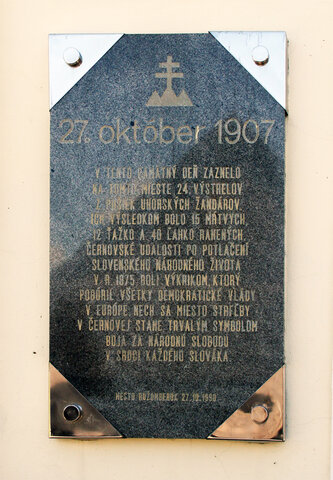 27. október 1907
V TENTO PAMÄTNÝ DEŇ ZAZNELO
NA TOMTO MIESTE 24 VÝSTRELOV
Z PUŠIEK UHORSKÝCH ŽANDÁROV.
ICH VÝSLEDKOM BOLO 15 MŔTVYCH,
12 ŤAŽKO A 40 ĽAHKO RANENÝCH.
ČERNOVSKÉ UDALOSTI PO POTLAČENÍ
SLOVENSKÉHO NÁRODNÉHO ŽIVOTA
V R. 1875 BOLI VÝKRIKOM, KTORÝ
POBÚRIL VŠETKY DEMOKRATICKÉ VLÁDY
V EURÓPE. NECH SA MIESTO STREĽBY
V ČERNOVEJ STANE TRVALÝM SYMBOLOM
BOJA ZA NÁRODNÚ SLOBODU
V SRDCI KAŽDÉHO SLOVÁKA.
MESTO RUŽOMBEROK 27.10.1990